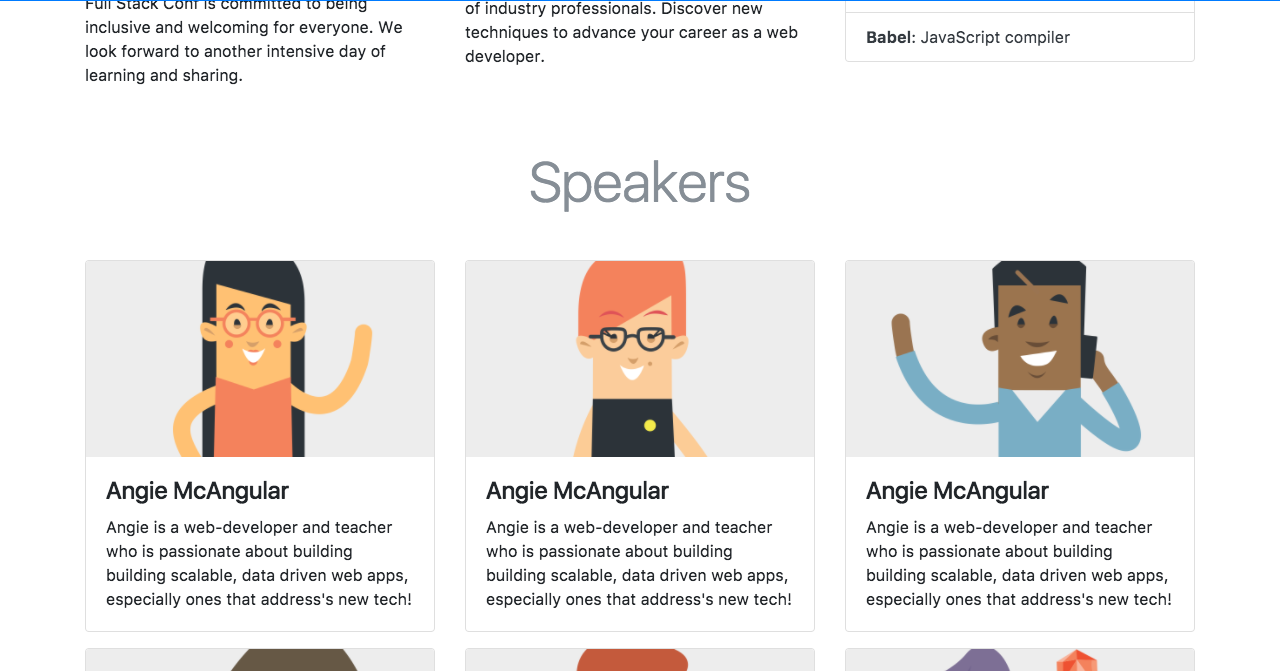 Full Stack Conf is committed to being
inclusive and welcoming for everyone. We
look forward to another intensive day of
learning and sharing.
of industry professionals. Discover new
techniques to advance your career as a web
developer.
Babel: JavaScript compiler
Speakers
Angie McAngular
Angie is a web-developer and teacher
who is passionate about building
building scalable, data driven web apps,
especially ones that address's new tech!
Angie McAngular
Angie is a web-developer and teacher
who is passionate about building
building scalable, data driven web apps,
especially ones that address's new tech!
Angie McAngular
Angie is a web-developer and teacher
who is passionate about building
building scalable, data driven web apps,
especially ones that address's new tech!